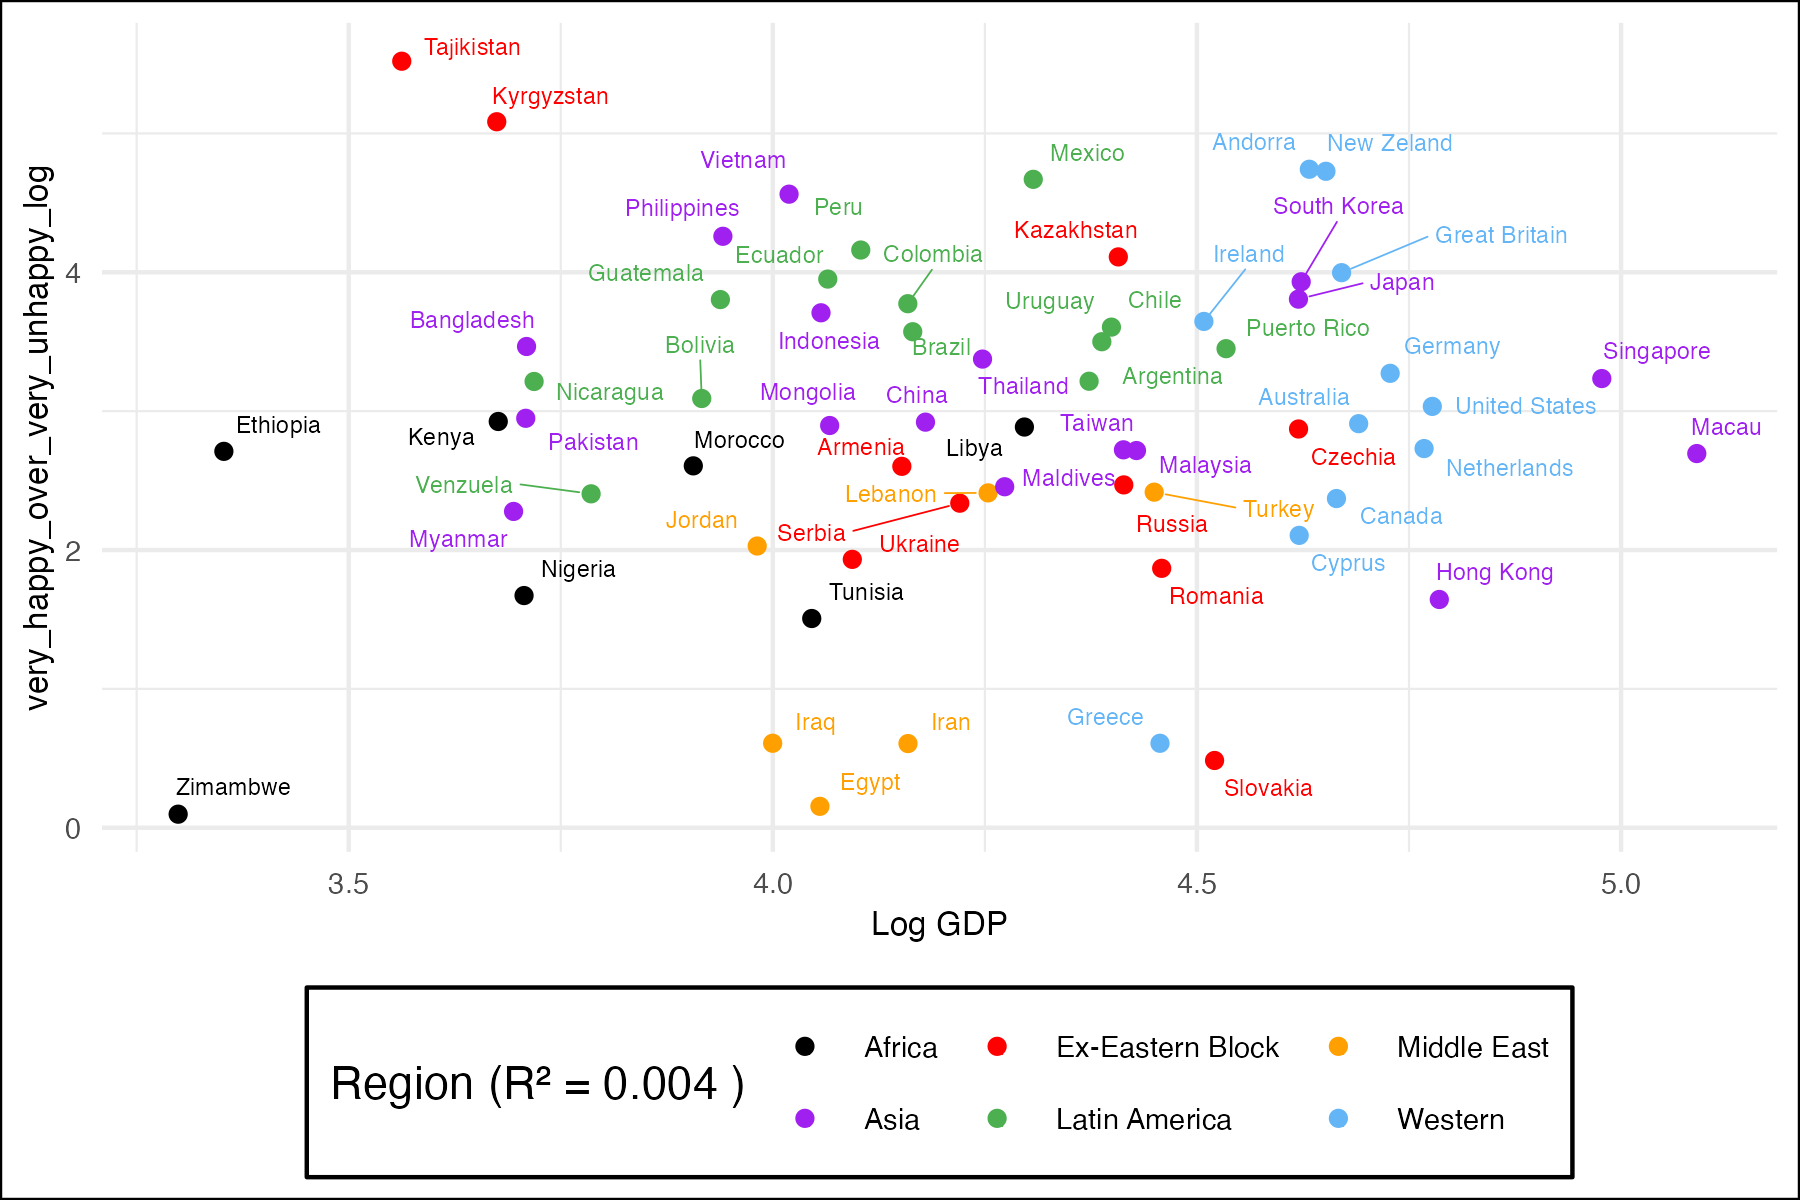 Tajikistan
Kyrgyzstan
Andorra
New Zeland
Mexico
Vietnam
South Korea
Philippines
Peru
Kazakhstan
Great Britain
Ecuador
Colombia
Ireland
Guatemala
Japan
Uruguay
Chile
Bangladesh
Puerto Rico
Indonesia
Bolivia
Brazil
Germany
Singapore
Nicaragua
Mongolia
China
Thailand
Argentina
Australia
United States
Ethiopia
Kenya
Pakistan
Morocco
Armenia
Libya
Taiwan
Macau
Czechia
Malaysia
Netherlands
Venzuela
Lebanon
Maldives
Turkey
Canada
Myanmar
Jordan
Serbia
Ukraine
Russia
Cyprus
Nigeria
Hong Kong
Tunisia
Romania
Iraq
Iran
Greece
Egypt
Slovakia
Zimambwe
very_happy_over_very_unhappy_log
4
2
0
3.5
4.0
4.5
5.0
Log GDP
Region (R² = 0.004 )
Africa
Ex-Eastern Block
Middle East
Asia
Latin America
Western